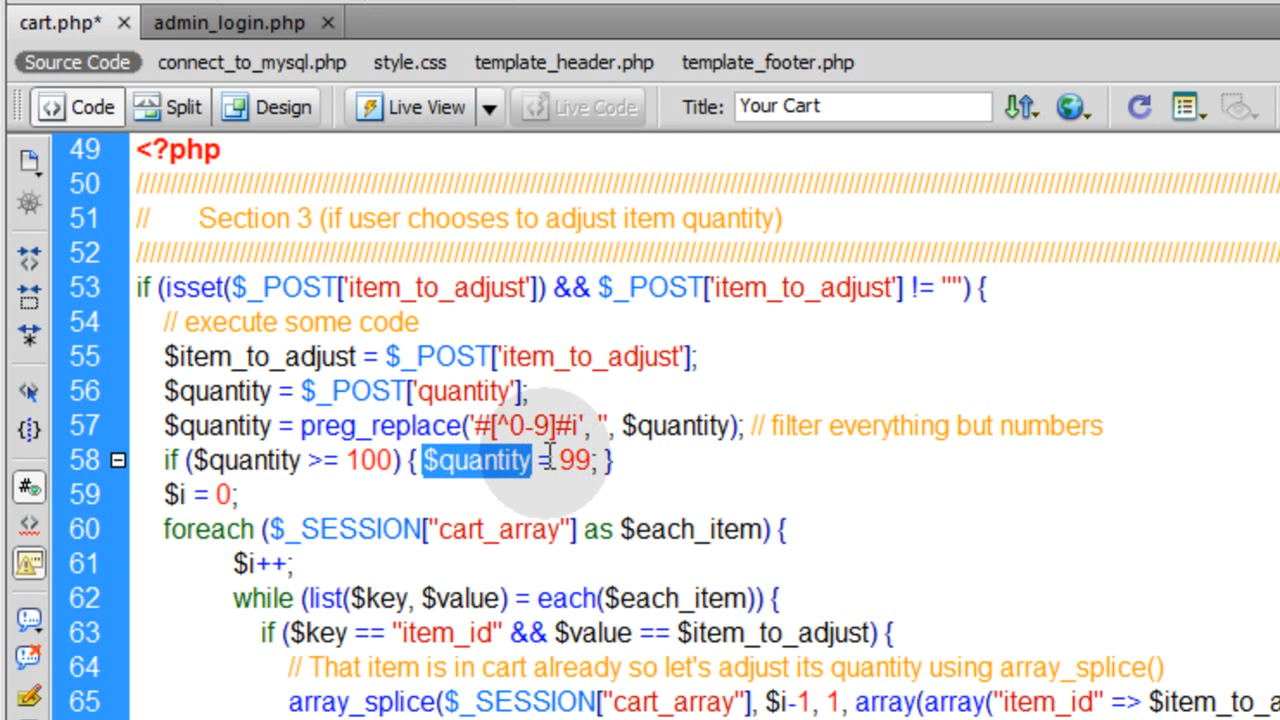 cart.php* × admin_login.php ×
Source Code connect_to_mysql.php style.css template_header.php template_footer.php
Code Split Design Live View Live Code Title: Your Cart
49 <?php
50 ////////////////////////////////////////////////////////////////////////////////////////////////////
51 // Section 3 (if user chooses to adjust item quantity)
52 ////////////////////////////////////////////////////////////////////////////////////////////////////
53 if (isset($_POST['item_to_adjust']) && $_POST['item_to_adjust'] != "") {
54 // execute some code
55 $item_to_adjust = $_POST['item_to_adjust'];
56 $quantity = $_POST['quantity'];
57 $quantity = preg_replace('#[^0-9]#i', '', $quantity); // filter everything but numbers
58 if ($quantity >= 100) { $quantity = 99; }
59 $i = 0;
60 foreach ($_SESSION["cart_array"] as $each_item) {
61 $i++;
62 while (list($key, $value) = each($each_item)) {
63 if ($key == "item_id" && $value == $item_to_adjust) {
64 // That item is in cart already so let's adjust its quantity using array_splice()
65 array_splice($_SESSION["cart_array"], $i-1, 1, array(array("item_id" => $item_to_a